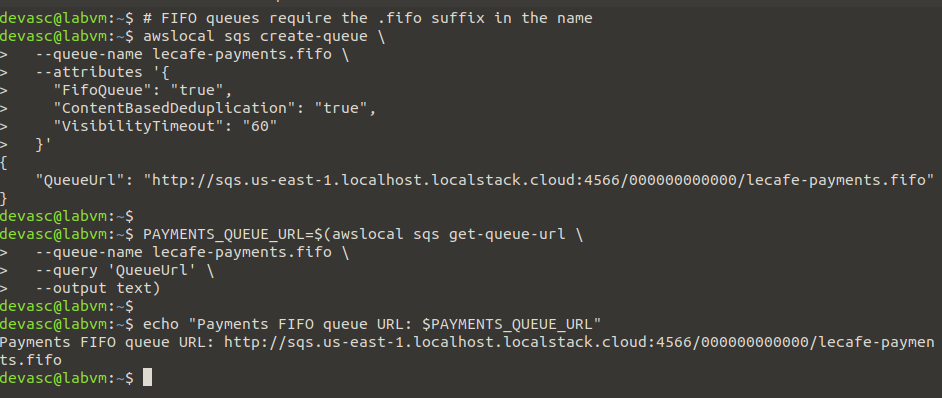 devasc@labvm:~$ # FIFO queues require the .fifo suffix in the name
devasc@labvm:~$ awslocal sqs create-queue \
>   --queue-name lecafe-payments.fifo \
>   --attributes '{
>     "FifoQueue": "true",
>     "ContentBasedDeduplication": "true",
>     "VisibilityTimeout": "60"
>   }'
{
    "QueueUrl": "http://sqs.us-east-1.localhost.localstack.cloud:4566/000000000000/lecafe-payments.fifo"
}
devasc@labvm:~$
devasc@labvm:~$ PAYMENTS_QUEUE_URL=$(awslocal sqs get-queue-url \
>   --queue-name lecafe-payments.fifo \
>   --query 'QueueUrl' \
>   --output text)
devasc@labvm:~$
devasc@labvm:~$ echo "Payments FIFO queue URL: $PAYMENTS_QUEUE_URL"
Payments FIFO queue URL: http://sqs.us-east-1.localhost.localstack.cloud:4566/000000000000/lecafe-paymen
ts.fifo
devasc@labvm:~$